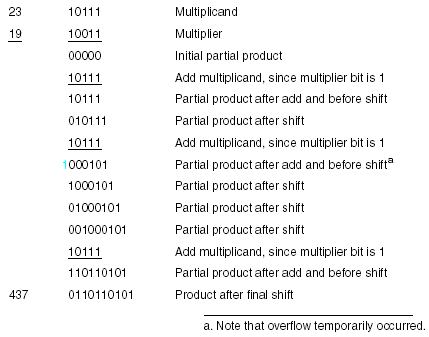 23 10111 Multiplicand
19 10011 Multiplier
00000 Initial partial product
10111 Add multiplicand, since multiplier bit is 1
10111 Partial product after add and before shift
010111 Partial product after shift
10111 Add multiplicand, since multiplier bit is 1
1000101 Partial product after add and before shifta
1000101 Partial product after shift
01000101 Partial product after shift
001000101 Partial product after shift
10111 Add multiplicand, since multiplier bit is 1
110110101 Partial product after add and before shift
437 0110110101 Product after final shift
a. Note that overflow temporarily occurred.